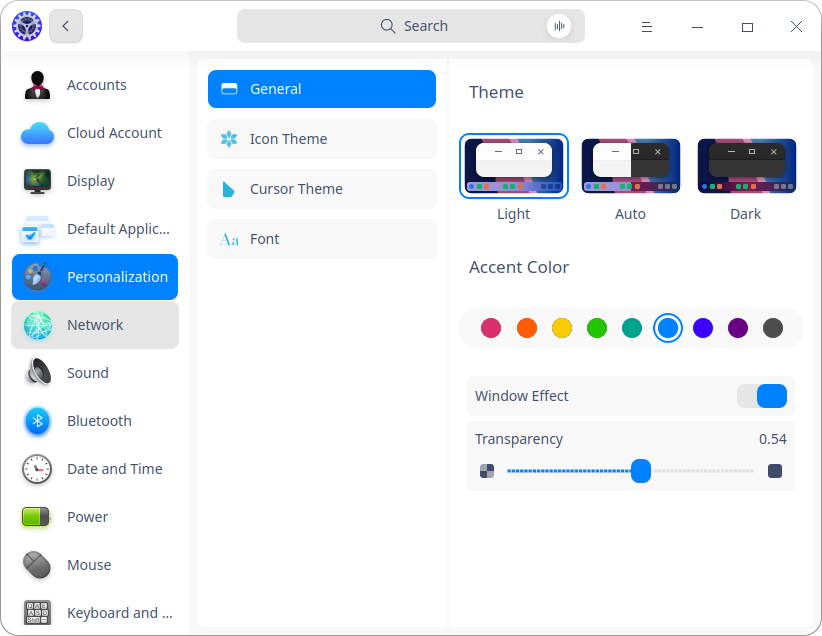 Search
Accounts
Cloud Account
Display
Default Applic...
Personalization
Network
Sound
Bluetooth
Date and Time
Power
Mouse
Keyboard and ...
General
Icon Theme
Cursor Theme
Aa Font
Theme
Light
Auto
Dark
Accent Color
Window Effect
Transparency 0.54